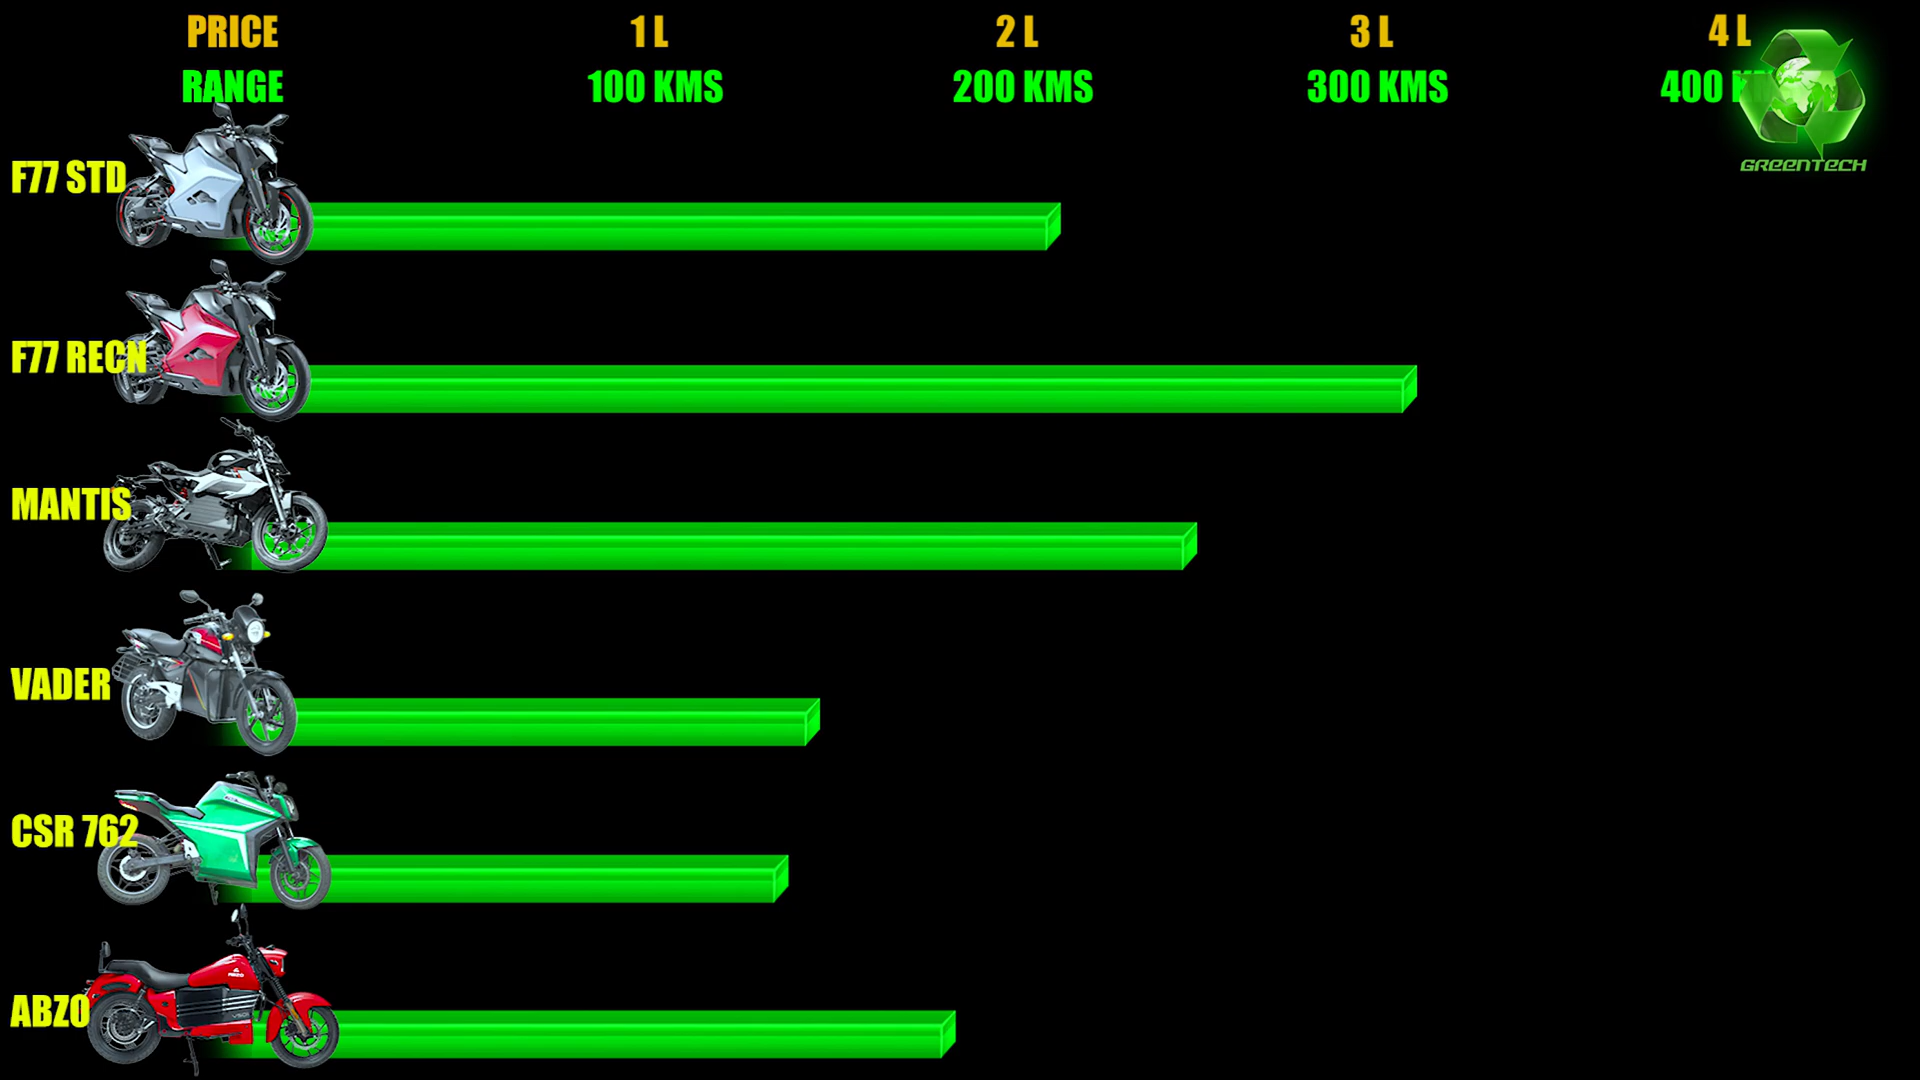 PRICE 1 L 2 L 3 L 4 L
RANGE 100 KMS 200 KMS 300 KMS 400
GREENTECH
F77 STD
F77 RECN
MANTIS
VADER
CSR 762
ABZO